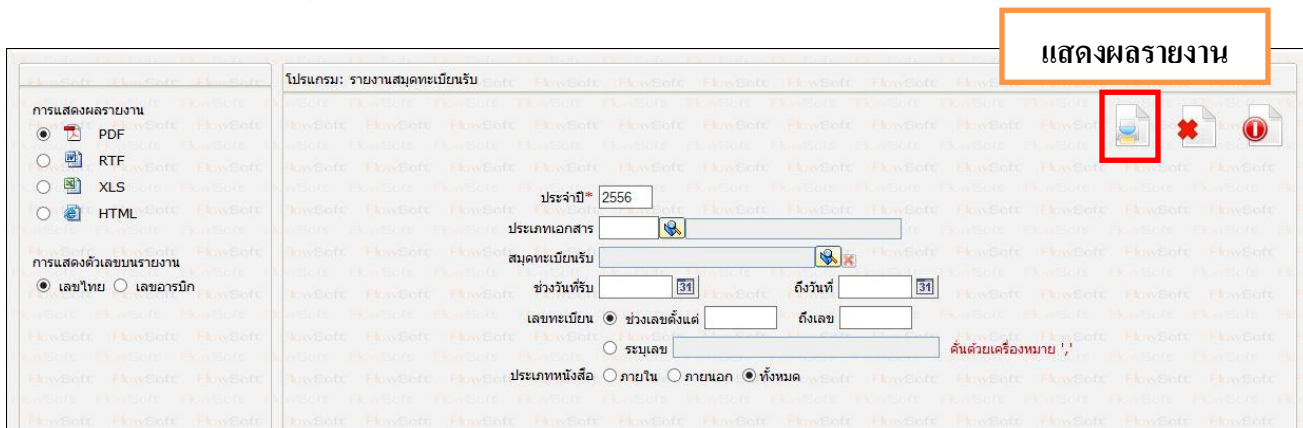 แสดงผลรายงาน
โปรแกรม: รายงานสมุดทะเบียนรับ
การแสดงผลรายงาน
PDF
RTF
XLS
HTML
การแสดงตัวเลขบนรายงาน
เลขไทย เลขอารบิก
ประจำปี* 2556
ประเภทเอกสาร
สมุดทะเบียนรับ
ช่วงวันที่รับ 31 ถึงวันที่ 31
เลขทะเบียน ช่วงเลขตั้งแต่ ถึงเลข
ระบุเลข คั่นด้วยเครื่องหมาย ','
ประเภทหนังสือ ภายใน ภายนอก ทั้งหมด
FlowSoft